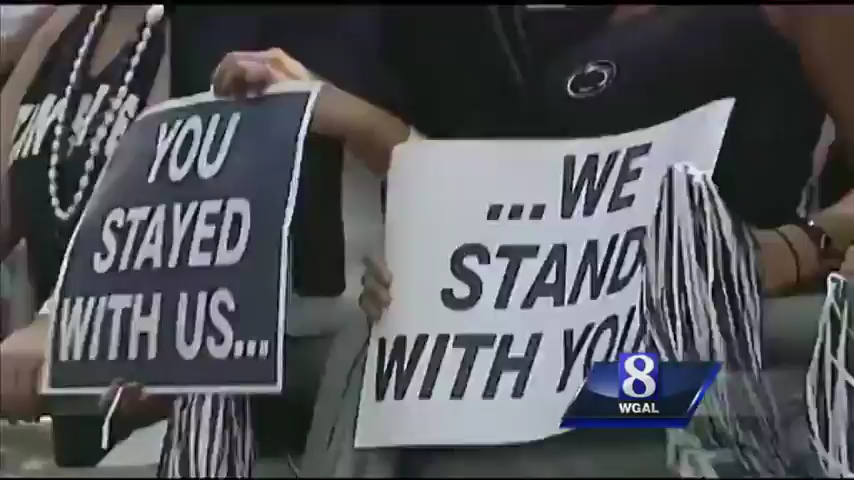 YOU
STAYED
WITH US...
...WE
STAND
WITH YOU
8
WGAL